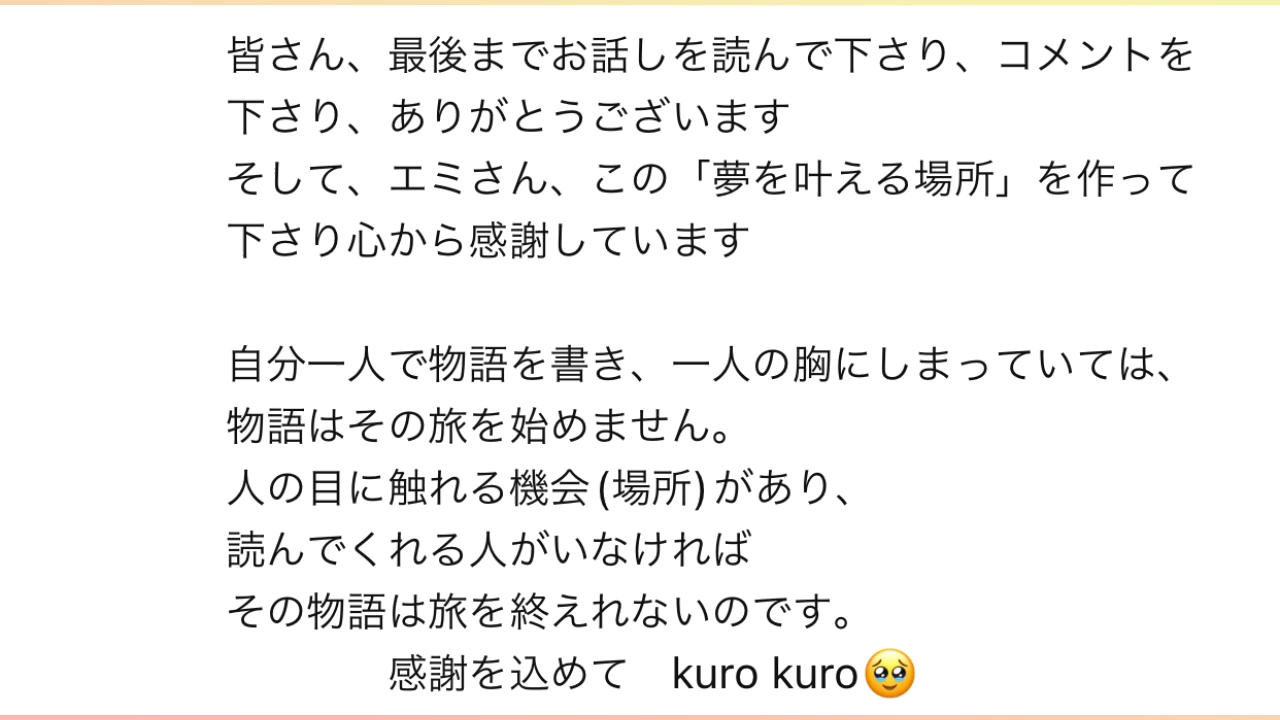 皆さん、最後までお話しを読んで下さり、コメントを
下さり、ありがとうございます
そして、エミさん、この「夢を叶える場所」を作って
下さり心から感謝しています
自分一人で物語を書き、一人の胸にしまっていては、
物語はその旅を始めません。
人の目に触れる機会(場所)があり、
読んでくれる人がいなければ
その物語は旅を終えれないのです。
感謝を込めて　kuro kuro🥹